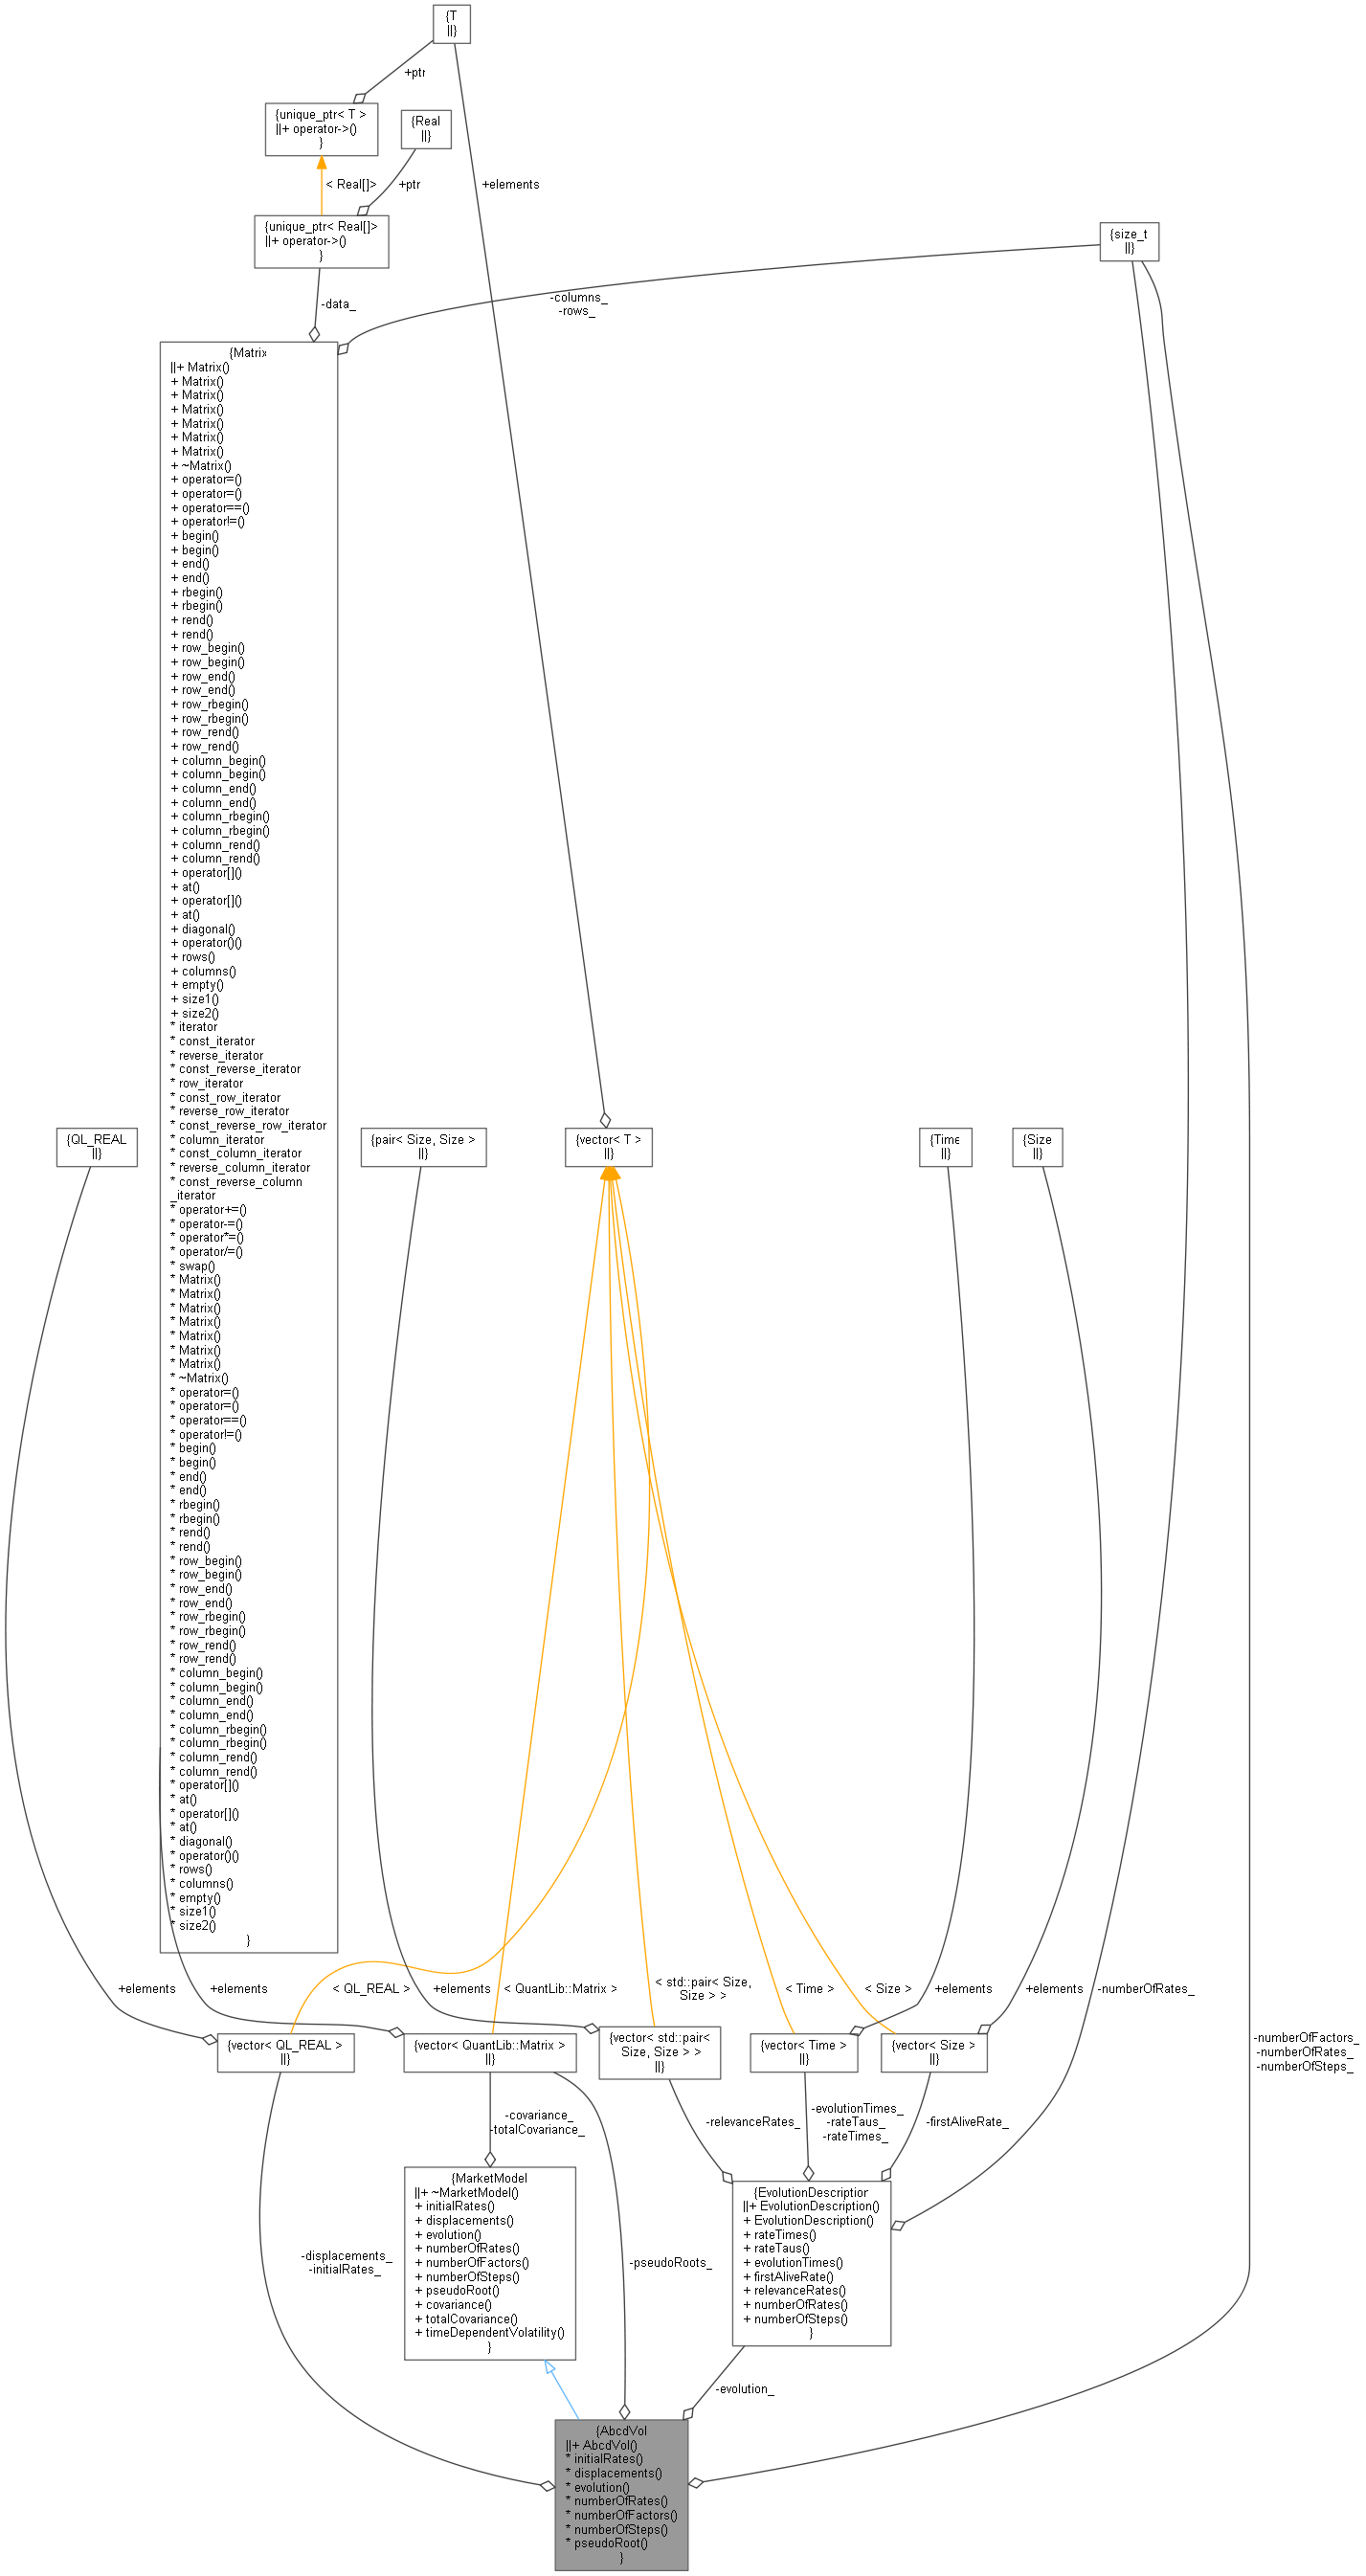 {T
||}
+ptr
{unique_ptr< T >
||+ operator->()
}
{Real
||}
< Real[]>
+ptr
+elements
{unique_ptr< Real[]>
||+ operator->()
}
{size_t
||}
-data_
-columns_
-rows_
{Matrix
||+ Matrix()
+ Matrix()
+ Matrix()
+ Matrix()
+ Matrix()
+ Matrix()
+ Matrix()
+ ~Matrix()
+ operator=()
+ operator=()
+ operator==()
+ operator!=()
+ begin()
+ begin()
+ end()
+ end()
+ rbegin()
+ rbegin()
+ rend()
+ rend()
+ row_begin()
+ row_begin()
+ row_end()
+ row_end()
+ row_rbegin()
+ row_rbegin()
+ row_rend()
+ row_rend()
+ column_begin()
+ column_begin()
+ column_end()
+ column_end()
+ column_rbegin()
+ column_rbegin()
+ column_rend()
+ column_rend()
+ operator[]()
+ at()
+ operator[]()
+ at()
+ diagonal()
+ operator()()
+ rows()
+ columns()
+ empty()
+ size1()
+ size2()
* iterator
* const_iterator
* reverse_iterator
* const_reverse_iterator
* row_iterator
* const_row_iterator
* reverse_row_iterator
* const_reverse_row_iterator
* column_iterator
* const_column_iterator
* reverse_column_iterator
* const_reverse_column
_iterator
* operator+=()
* operator-=()
* operator*=()
* operator/=()
* swap()
* Matrix()
* Matrix()
* Matrix()
* Matrix()
* Matrix()
* Matrix()
* Matrix()
* ~Matrix()
* operator=()
* operator=()
* operator==()
* operator!=()
* begin()
* begin()
* end()
* end()
* rbegin()
* rbegin()
* rend()
* rend()
* row_begin()
* row_begin()
* row_end()
* row_end()
* row_rbegin()
* row_rbegin()
* row_rend()
* row_rend()
* column_begin()
* column_begin()
* column_end()
* column_end()
* column_rbegin()
* column_rbegin()
* column_rend()
* column_rend()
* operator[]()
* at()
* operator[]()
* at()
* diagonal()
* operator()()
* rows()
* columns()
* empty()
* size1()
* size2()
}
{QL_REAL
||}
{pair< Size, Size >
||}
{vector< T >
||}
{Time
||}
{Size
||}
+elements
+elements
< QL_REAL >
+elements
< QuantLib::Matrix >
< std::pair< Size,
Size > >
< Time >
< Size >
+elements
+elements
-numberOfRates_
{vector< QL_REAL >
||}
{vector< QuantLib::Matrix >
||}
{vector< std::pair<
Size, Size > >
||}
{vector< Time >
||}
{vector< Size >
||}
-numberOfFactors_
-numberOfRates_
-numberOfSteps_
-covariance_
-totalCovariance_
-relevanceRates_
-evolutionTimes_
-rateTaus_
-rateTimes_
-firstAliveRate_
{MarketModel
||+ ~MarketModel()
+ initialRates()
+ displacements()
+ evolution()
+ numberOfRates()
+ numberOfFactors()
+ numberOfSteps()
+ pseudoRoot()
+ covariance()
+ totalCovariance()
+ timeDependentVolatility()
}
{EvolutionDescription
||+ EvolutionDescription()
+ EvolutionDescription()
+ rateTimes()
+ rateTaus()
+ evolutionTimes()
+ firstAliveRate()
+ relevanceRates()
+ numberOfRates()
+ numberOfSteps()
}
-displacements_
-initialRates_
-pseudoRoots_
-evolution_
{AbcdVol
||+ AbcdVol()
* initialRates()
* displacements()
* evolution()
* numberOfRates()
* numberOfFactors()
* numberOfSteps()
* pseudoRoot()
}